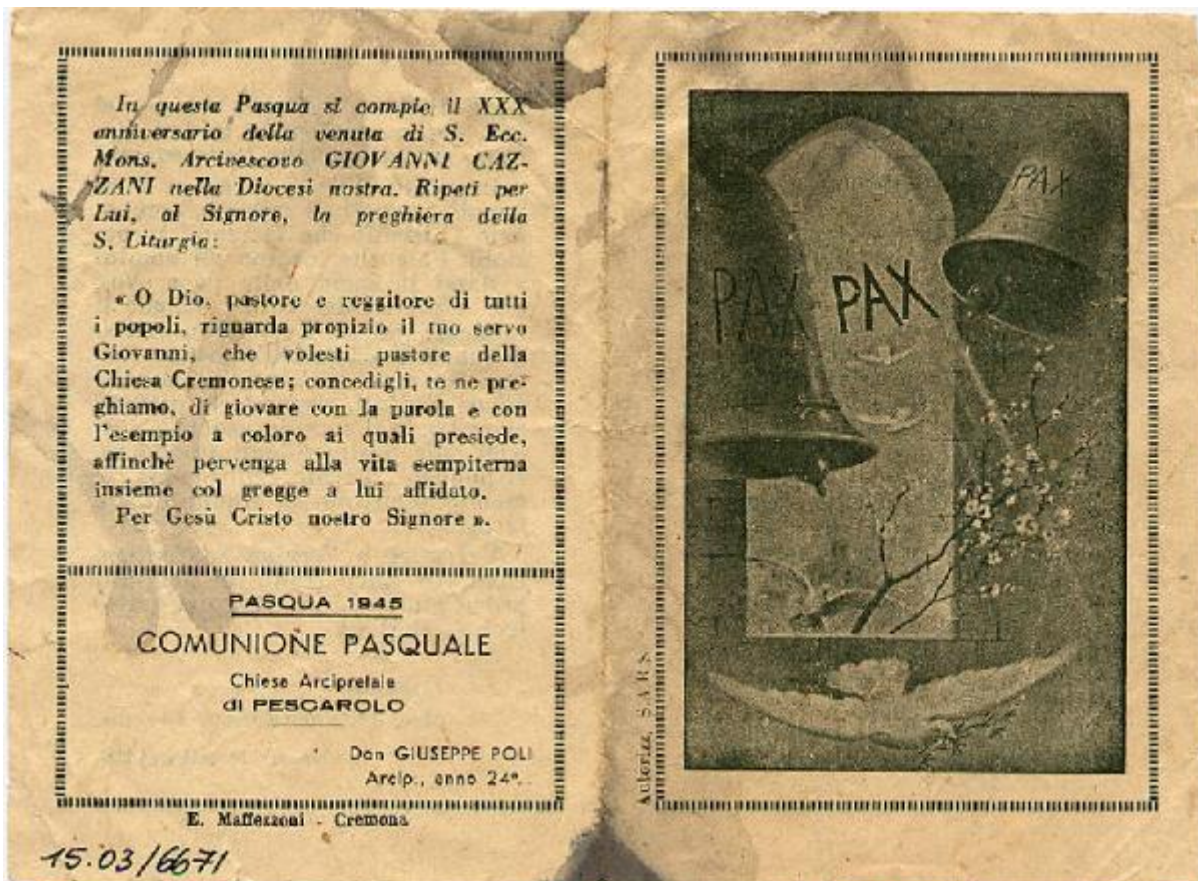 In questa Pasqua si compie il XXX
anniversario della venuta di S. Ecc.
Mons. Arcivescovo GIOVANNI CAZ-
ZANI nella Diocesi nostra. Ripeti per
Lui, al Signore, la preghiera della
S. Liturgia:
« O Dio, pastore e reggitore di tutti
i popoli, riguarda propizio il tuo servo
Giovanni, che volesti pastore della
Chiesa Cremonese; concedigli, te ne pre-
ghiamo, di giovare con la parola e con
l'esempio a coloro ai quali presiede,
affinchè pervenga alla vita sempiterna
insieme col gregge a lui affidato.
Per Gesù Cristo nostro Signore ».
PASQUA 1945
COMUNIONE PASQUALE
Chiesa Arcipretale
di PESCAROLO
Don GIUSEPPE POLI
Arcip., anno 24°.
E. Maffezzoni - Cremona
15.03/6671
PAX
PAX
PAX
Autorizz. S.A.R.S.